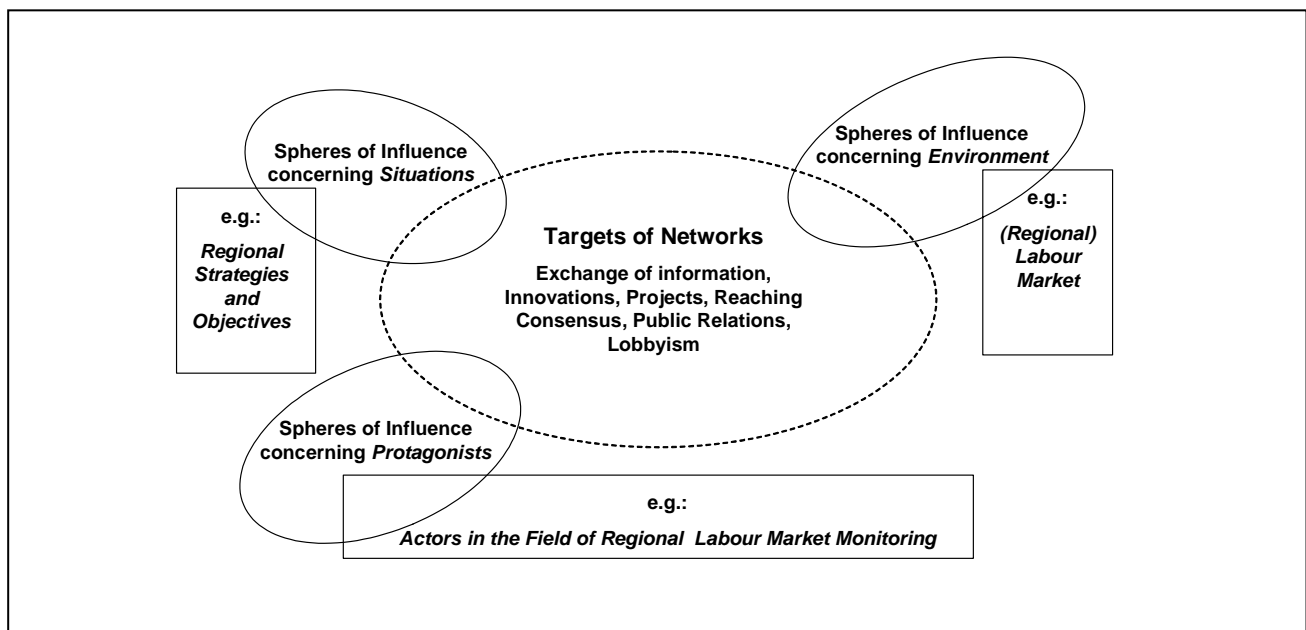 Spheres of Influence
concerning Situations
Spheres of Influence
concerning Environment
e.g.:
Regional
Strategies
and
Objectives
Targets of Networks
Exchange of information,
Innovations, Projects, Reaching
Consensus, Public Relations,
Lobbyism
e.g.:
(Regional)
Labour
Market
Spheres of Influence
concerning Protagonists
e.g.:
Actors in the Field of Regional  Labour Market Monitoring